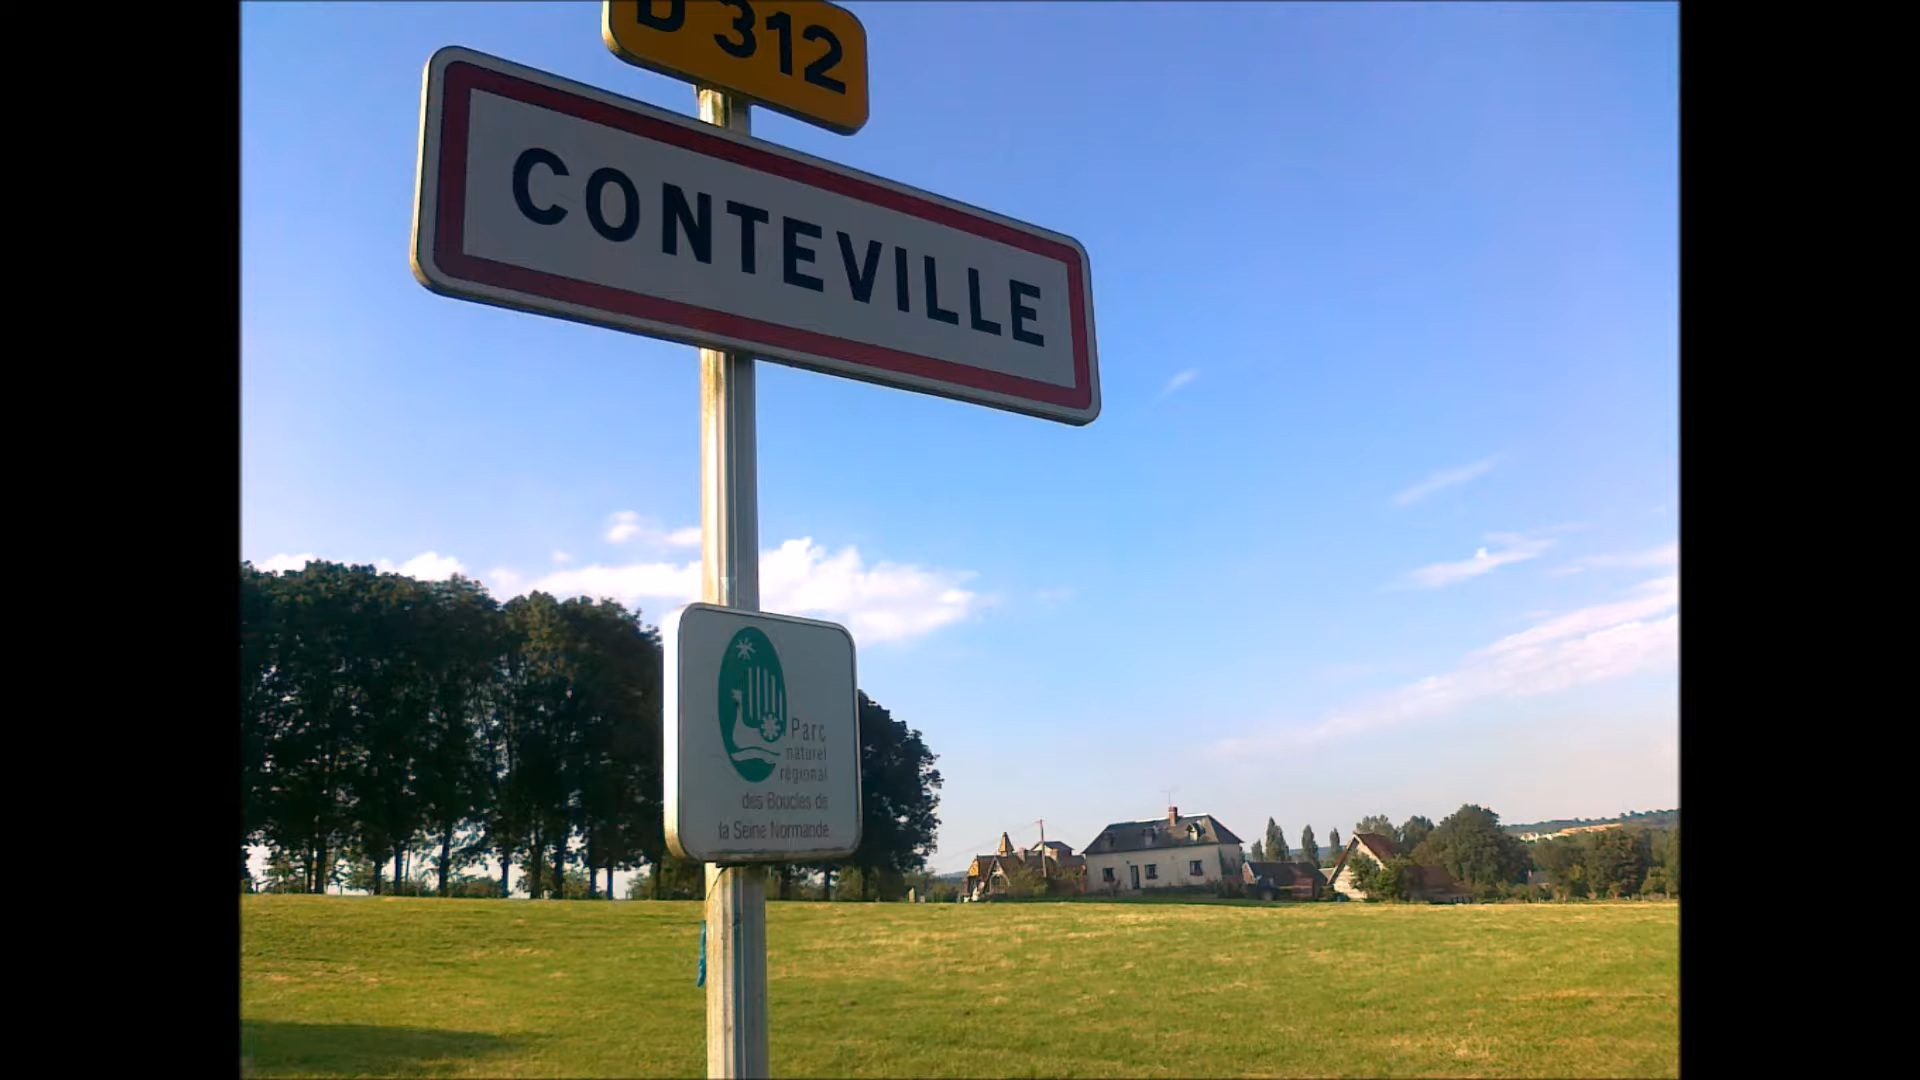 D 312
CONTEVILLE
Parc
naturel
régional
des Boucles de
la Seine Normande